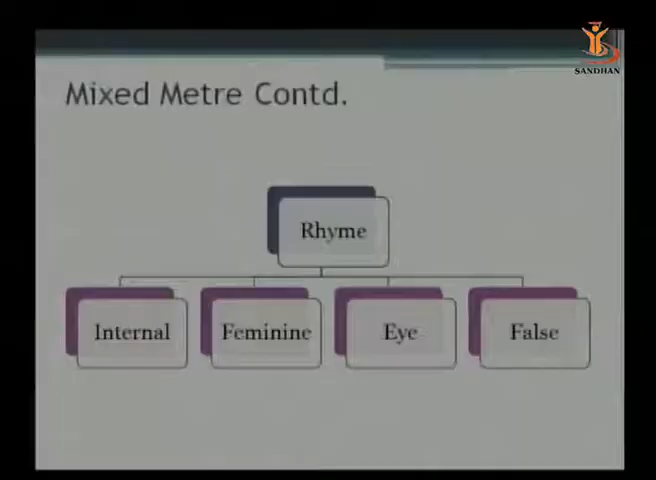 SANDHAN
Mixed Metre Contd.
Rhyme
Internal
Feminine
Eye
False